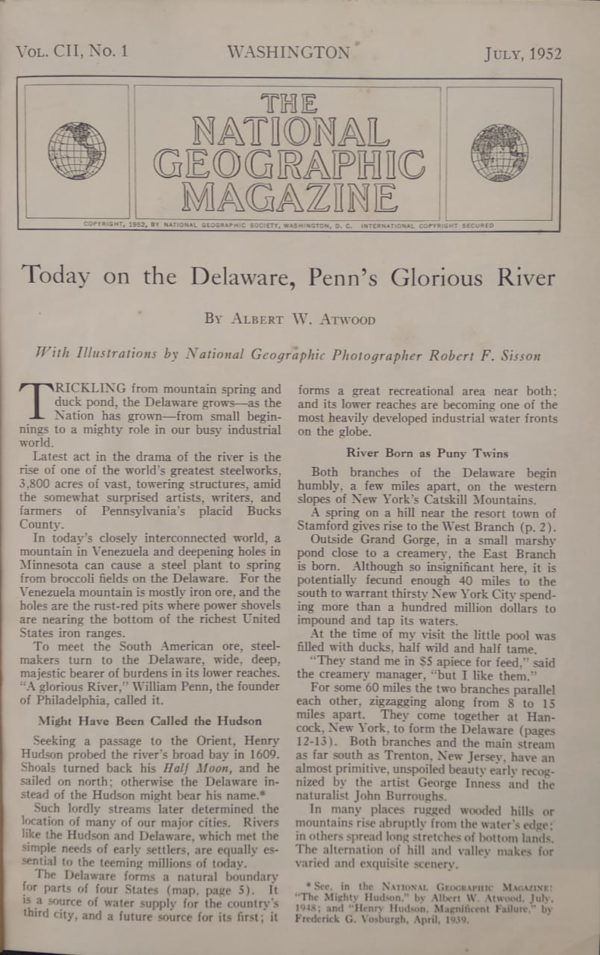 VOL. CII, No. 1
WASHINGTON
JULY, 1952
THE
NATIONAL
GEOGRAPHIC
MAGAZINE
COPYRIGHT, 1952, BY NATIONAL GEOGRAPHIC SOCIETY, WASHINGTON, D. C. INTERNATIONAL COPYRIGHT SECURED
Today on the Delaware, Penn's Glorious River
BY ALBERT W. ATWOOD
With Illustrations by National Geographic Photographer Robert F. Sisson
TRICKLING from mountain spring and
duck pond, the Delaware grows—as the
Nation has grown—from small begin-
nings to a mighty role in our busy industrial
world.
Latest act in the drama of the river is the
rise of one of the world's greatest steelworks,
3,800 acres of vast, towering structures, amid
the somewhat surprised artists, writers, and
farmers of Pennsylvania's placid Bucks
County.
In today's closely interconnected world, a
mountain in Venezuela and deepening holes in
Minnesota can cause a steel plant to spring
from broccoli fields on the Delaware. For the
Venezuela mountain is mostly iron ore, and the
holes are the rust-red pits where power shovels
are nearing the bottom of the richest United
States iron ranges.
To meet the South American ore, steel-
makers turn to the Delaware, wide, deep,
majestic bearer of burdens in its lower reaches.
"A glorious River," William Penn, the founder
of Philadelphia, called it.
Might Have Been Called the Hudson
Seeking a passage to the Orient, Henry
Hudson probed the river's broad bay in 1609.
Shoals turned back his Half Moon, and he
sailed on north; otherwise the Delaware in-
stead of the Hudson might bear his name.*
Such lordly streams later determined the
location of many of our major cities. Rivers
like the Hudson and Delaware, which met the
simple needs of early settlers, are equally es-
sential to the teeming millions of today.
The Delaware forms a natural boundary
for parts of four States (map, page 5). It
is a source of water supply for the country's
third city, and a future source for its first; it
forms a great recreational area near both;
and its lower reaches are becoming one of the
most heavily developed industrial water fronts
on the globe.
River Born as Puny Twins
Both branches of the Delaware begin
humbly, a few miles apart, on the western
slopes of New York's Catskill Mountains.
A spring on a hill near the resort town of
Stamford gives rise to the West Branch (p. 2).
Outside Grand Gorge, in a small marshy
pond close to a creamery, the East Branch
is born. Although so insignificant here, it is
potentially fecund enough 40 miles to the
south to warrant thirsty New York City spend-
ing more than a hundred million dollars to
impound and tap its waters.
At the time of my visit the little pool was
filled with ducks, half wild and half tame.
"They stand me in $5 apiece for feed," said
the creamery manager, "but I like them."
For some 60 miles the two branches parallel
each other, zigzagging along from 8 to 15
miles apart. They come together at Han-
cock, New York, to form the Delaware (pages
12-13). Both branches and the main stream
as far south as Trenton, New Jersey, have an
almost primitive, unspoiled beauty early recog-
nized by the artist George Inness and the
naturalist John Burroughs.
In many places rugged wooded hills or
mountains rise abruptly from the water's edge;
in others spread long stretches of bottom lands.
The alternation of hill and valley makes for
varied and exquisite scenery.
* See, in the NATIONAL GEOGRAPHIC MAGAZINE:
"The Mighty Hudson," by Albert W. Atwood, July,
1948; and "Henry Hudson, Magnificent Failure," by
Frederick G. Vosburgh, April, 1939.